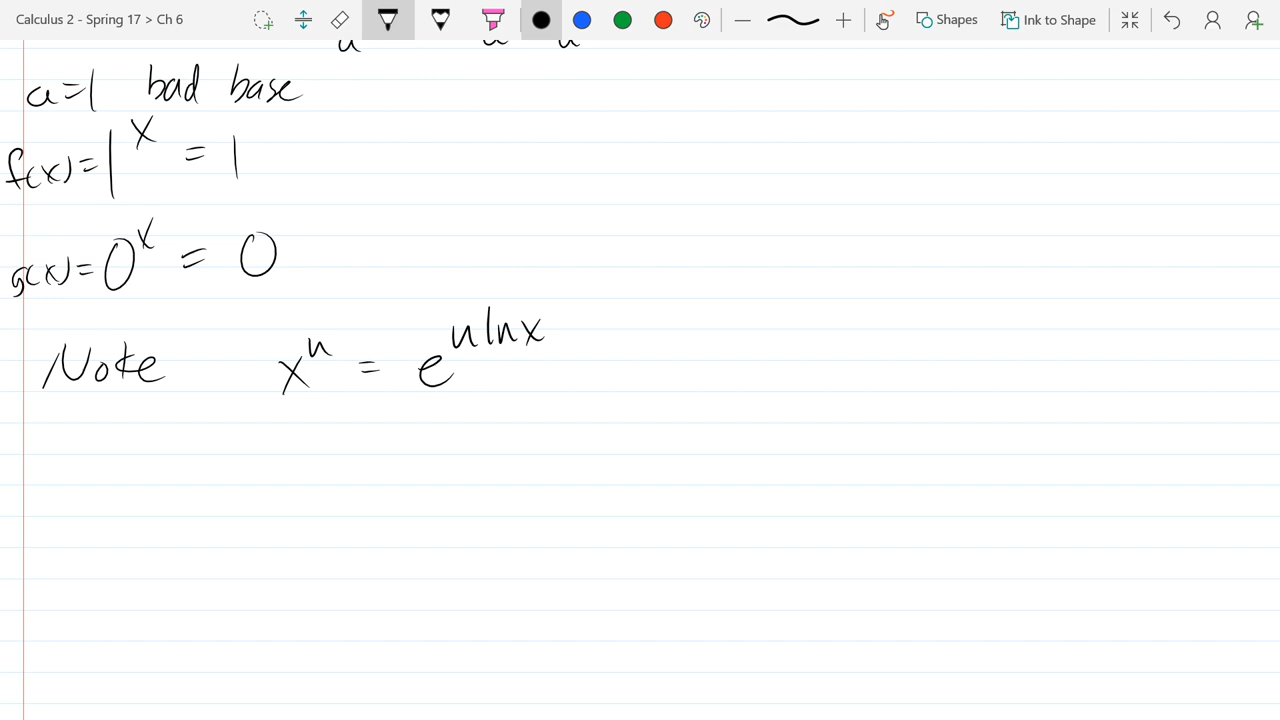 Calculus 2 - Spring 17 > Ch 6 Shapes Ink to Shape
a=1 bad base
f(x)=1^x = 1
g(x)=0^x = 0
Note x^n = e^{n ln x}